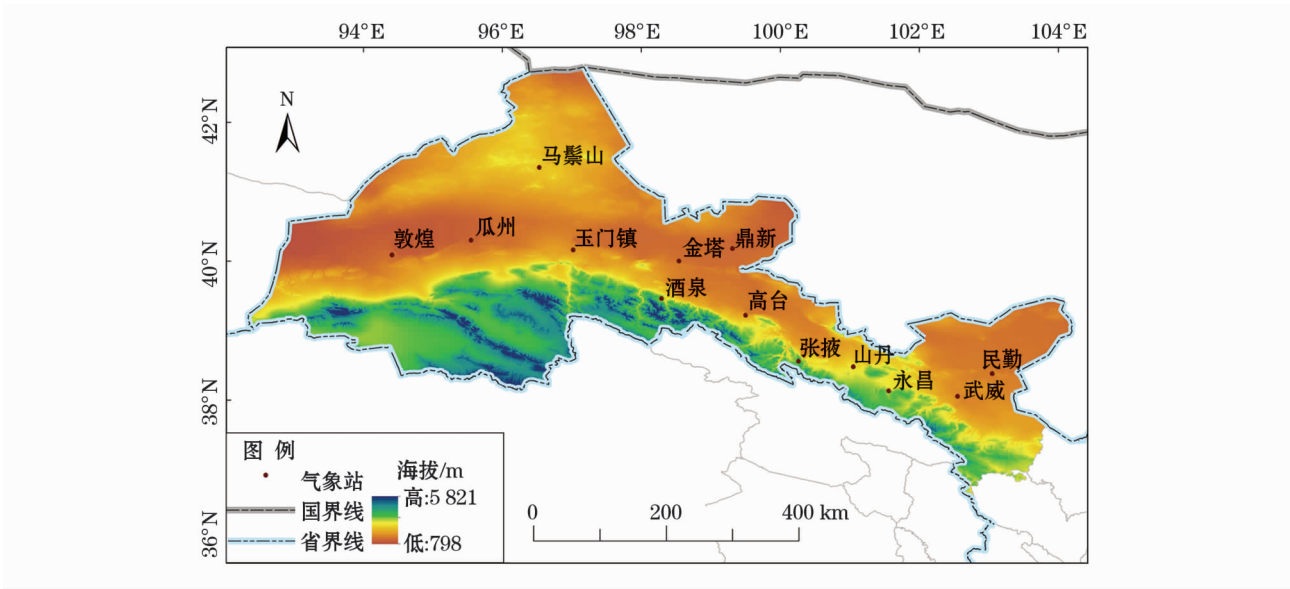 94°E 96°E 98°E 100°E 102°E 104°E
N
42°N
40°N
38°N
36°N
马鬃山
瓜州
敦煌
玉门镇
金塔
鼎新
酒泉
高台
张掖
山丹
永昌
民勤
武威
图 例
气象站
国界线
省界线
海拔/m
高:5 821
低:798
0 200 400 km